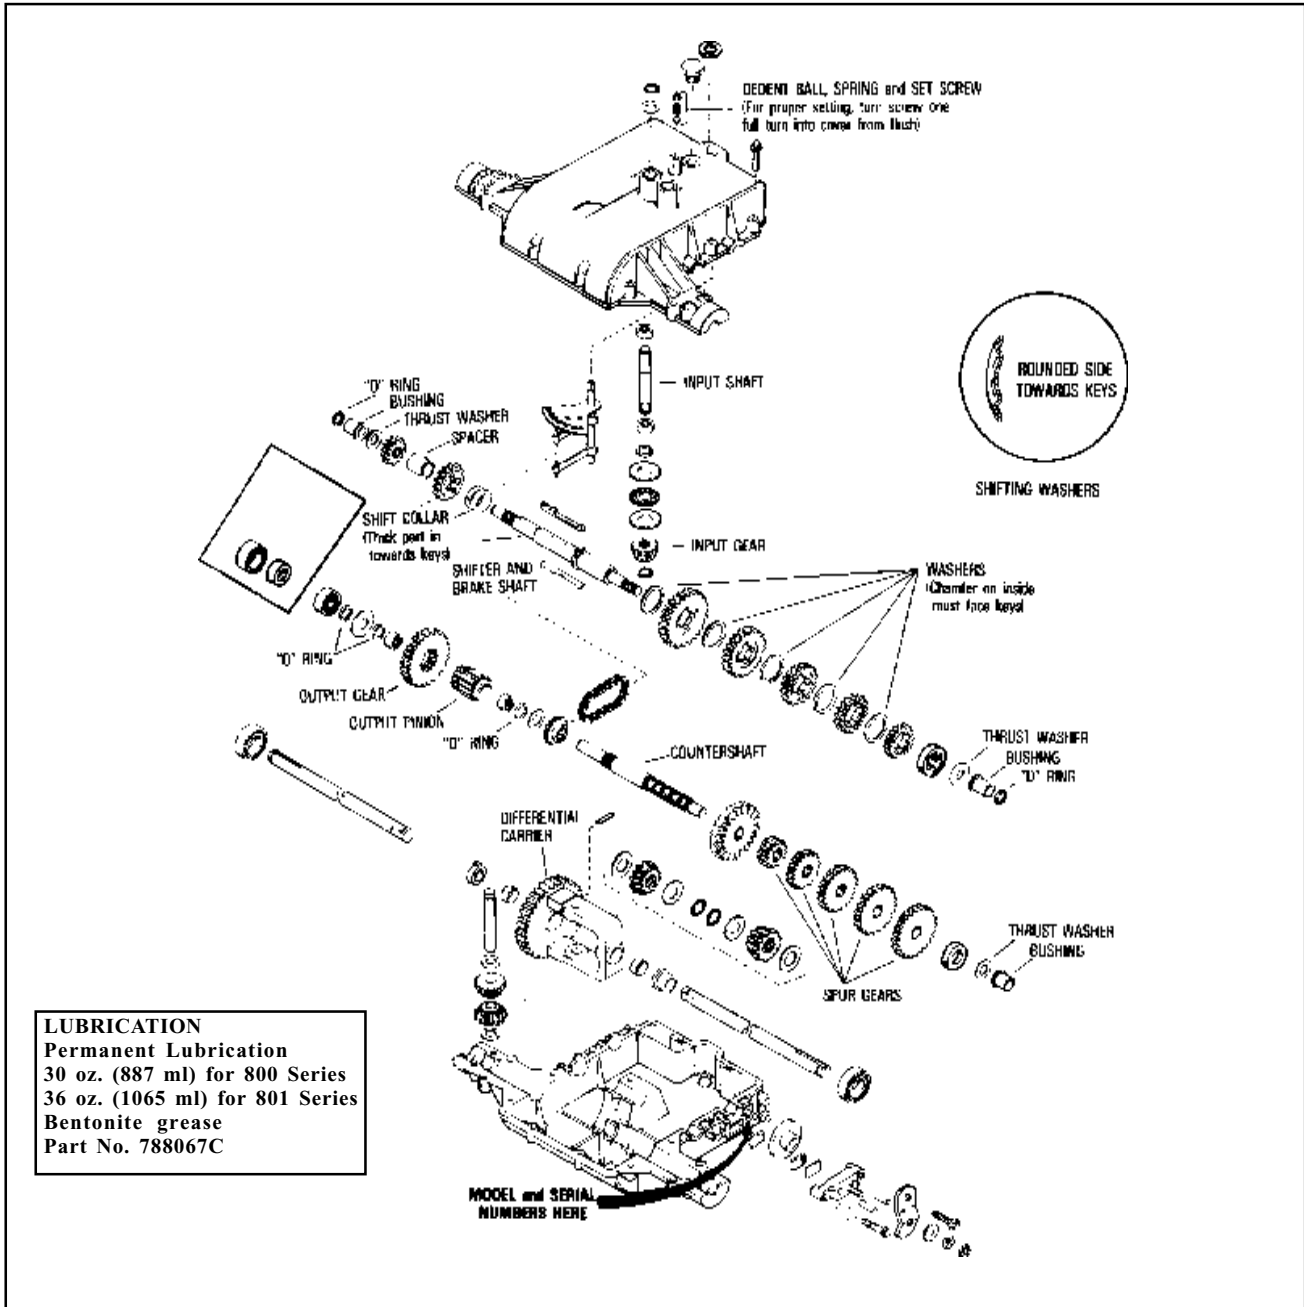 DEDENT BALL, SPRING and SET SCREW
(For proper setting, turn screw one
full turn into cover from flush)
INPUT SHAFT
ROUNDED SIDE
TOWARDS KEYS
SHIFTING WASHERS
"O" RING
BUSHING
THRUST WASHER
SPACER
SHIFT COLLAR
(Thick part in
towards keys)
INPUT GEAR
SHIFTER AND
BRAKE SHAFT
WASHERS
(Chamfer on inside
must face keys)
"O" RING
OUTPUT GEAR
OUTPUT PINION
"O" RING
COUNTERSHAFT
THRUST WASHER
BUSHING
"O" RING
DIFFERENTIAL
CARRIER
THRUST WASHER
BUSHING
SPUR GEARS
LUBRICATION
Permanent Lubrication
30 oz. (887 ml) for 800 Series
36 oz. (1065 ml) for 801 Series
Bentonite grease
Part No. 788067C
MODEL and SERIAL
NUMBERS HERE